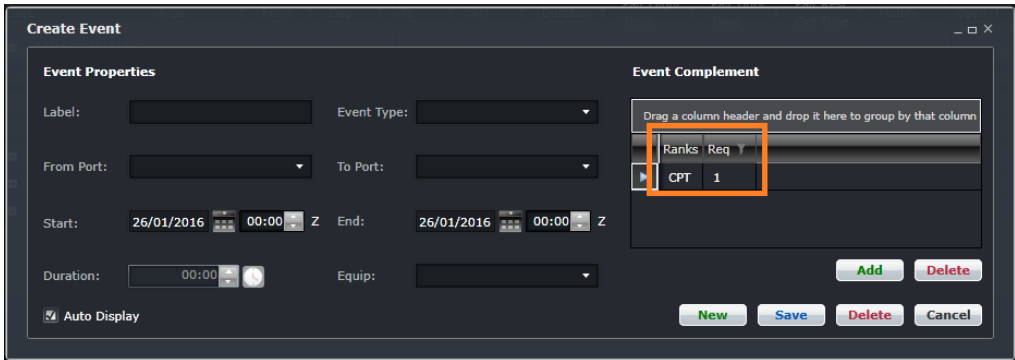 Create Event
Event Properties
Event Complement
Label:
Event Type:
Drag a column header and drop it here to group by that column
Ranks Req
From Port:
To Port:
CPT 1
Start: 26/01/2016 00:00 Z
End: 26/01/2016 00:00 Z
Duration: 00:00
Equip:
Add Delete
Auto Display
New Save Delete Cancel